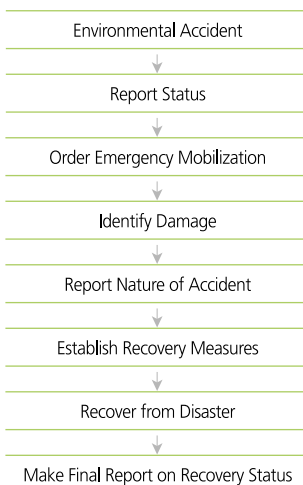 Environmental Accident
Report Status
Order Emergency Mobilization
Identify Damage
Report Nature of Accident
Establish Recovery Measures
Recover from Disaster
Make Final Report on Recovery Status